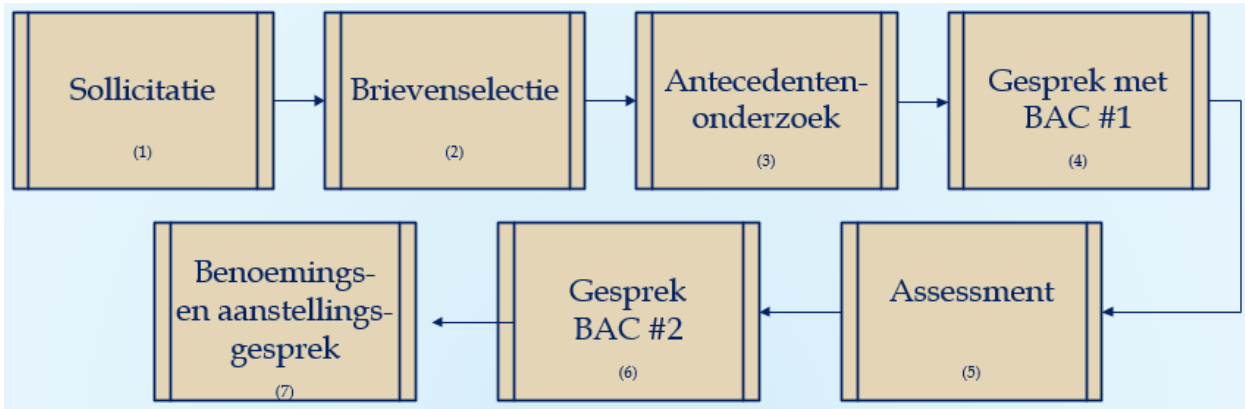 Sollicitatie
(1)
Brievenselectie
(2)
Antecedenten-
onderzoek
(3)
Gesprek met
BAC #1
(4)
Assessment
(5)
Gesprek
BAC #2
(6)
Benoemings-
en aanstellings-
gesprek
(7)